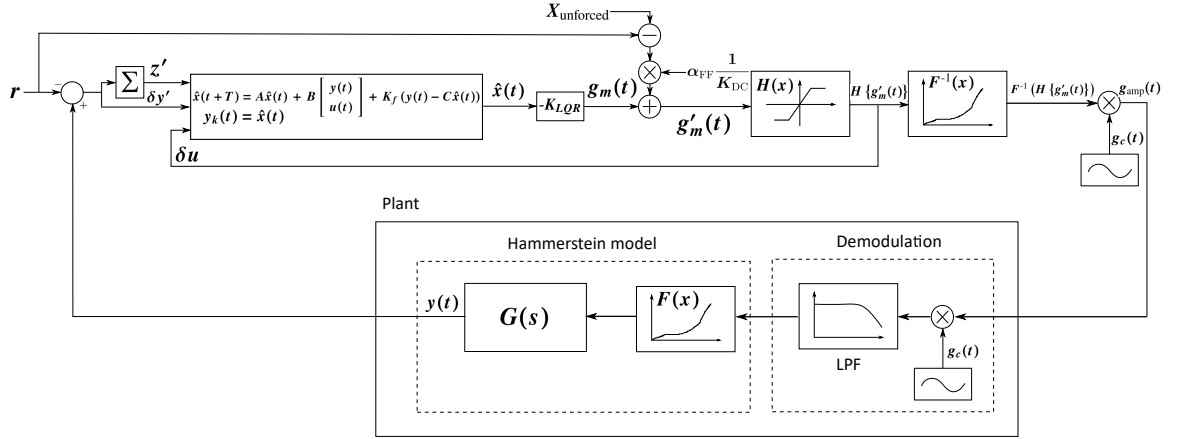 X_unforced
−
r
−
+
∑
z′
δy′
x̂(t + T) = Ax̂(t) + B [ y(t) u(t) ] + K_f (y(t) − Cx̂(t))
y_k(t) = x̂(t)
δu
x̂(t)
-K_LQR
g_m(t)
×
α_FF 1/K_DC
+
g′_m(t)
H(x)
H {g′_m(t)}
F⁻¹(x)
F⁻¹ (H {g′_m(t)})
×
g_amp(t)
g_c(t)
Plant
Hammerstein model
Demodulation
y(t)
G(s)
F(x)
LPF
×
g_c(t)